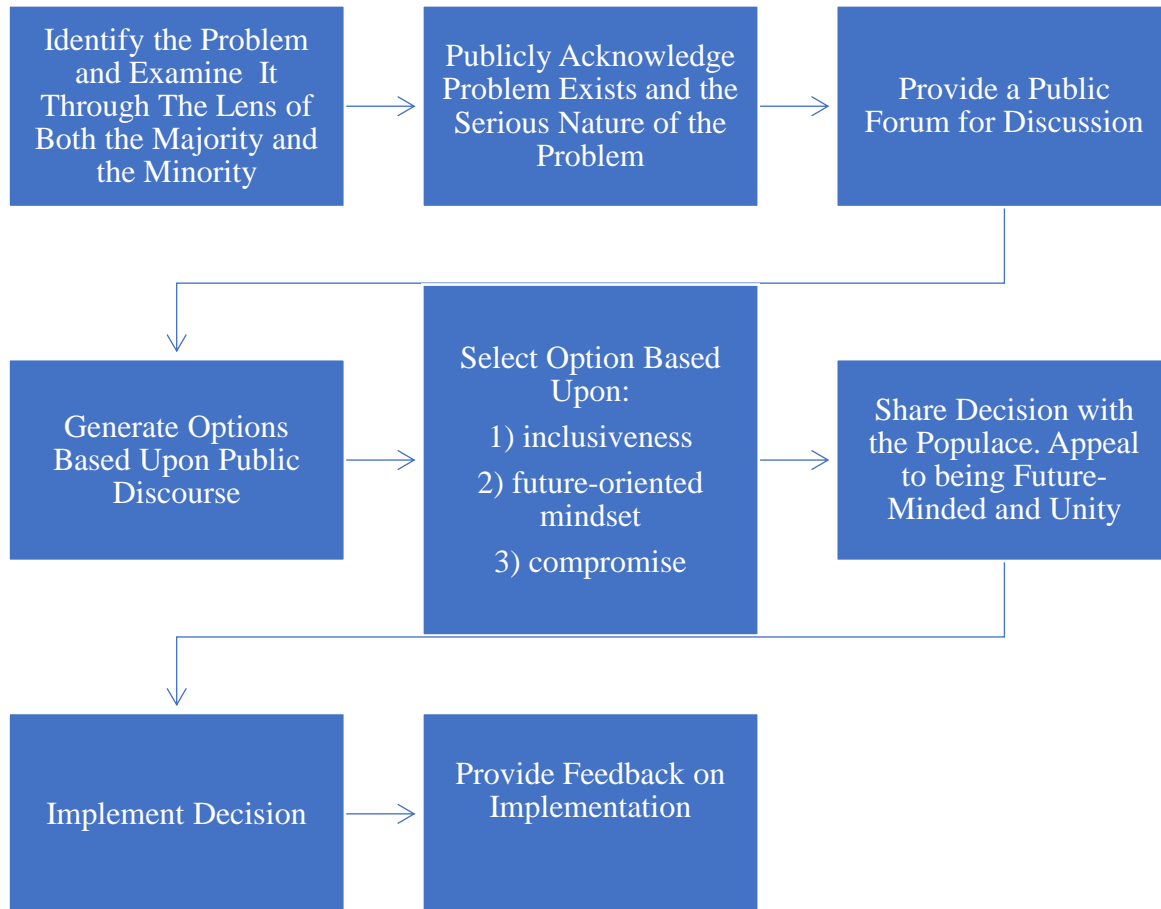 Identify the Problem
and Examine  It
Through The Lens of
Both the Majority and
the Minority
Publicly Acknowledge
Problem Exists and the
Serious Nature of the
Problem
Provide a Public
Forum for Discussion
Generate Options
Based Upon Public
Discourse
Select Option Based
Upon:
1) inclusiveness
2) future-oriented
mindset
3) compromise
Share Decision with
the Populace. Appeal
to being Future-
Minded and Unity
Implement Decision
Provide Feedback on
Implementation